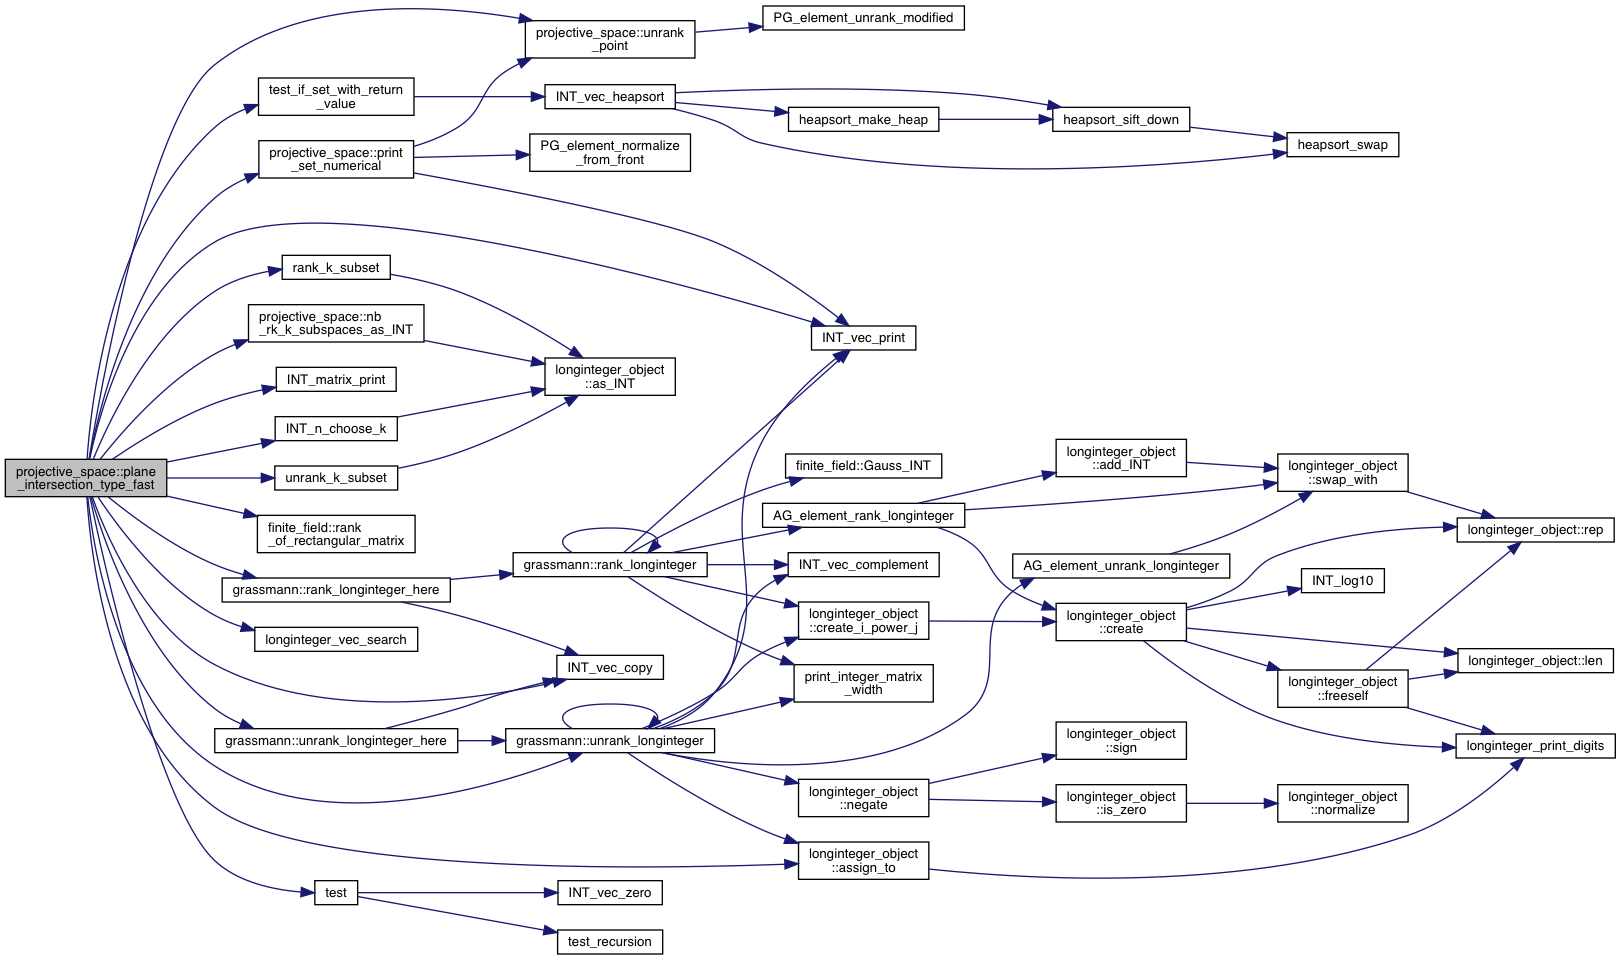 projective_space::plane
_intersection_type_fast
projective_space::unrank
_point
PG_element_unrank_modified
test_if_set_with_return
_value
INT_vec_heapsort
heapsort_make_heap
heapsort_sift_down
heapsort_swap
projective_space::print
_set_numerical
PG_element_normalize
_from_front
rank_k_subset
projective_space::nb
_rk_k_subspaces_as_INT
INT_vec_print
longinteger_object
::as_INT
INT_matrix_print
INT_n_choose_k
unrank_k_subset
finite_field::rank
_of_rectangular_matrix
grassmann::rank_longinteger_here
grassmann::rank_longinteger
finite_field::Gauss_INT
AG_element_rank_longinteger
INT_vec_complement
longinteger_object
::create_i_power_j
print_integer_matrix
_width
longinteger_object
::add_INT
AG_element_unrank_longinteger
longinteger_object
::create
longinteger_object
::swap_with
longinteger_object::rep
INT_log10
longinteger_object::len
longinteger_object
::freeself
longinteger_print_digits
longinteger_vec_search
INT_vec_copy
grassmann::unrank_longinteger_here
grassmann::unrank_longinteger
longinteger_object
::negate
longinteger_object
::sign
longinteger_object
::is_zero
longinteger_object
::normalize
longinteger_object
::assign_to
test
INT_vec_zero
test_recursion